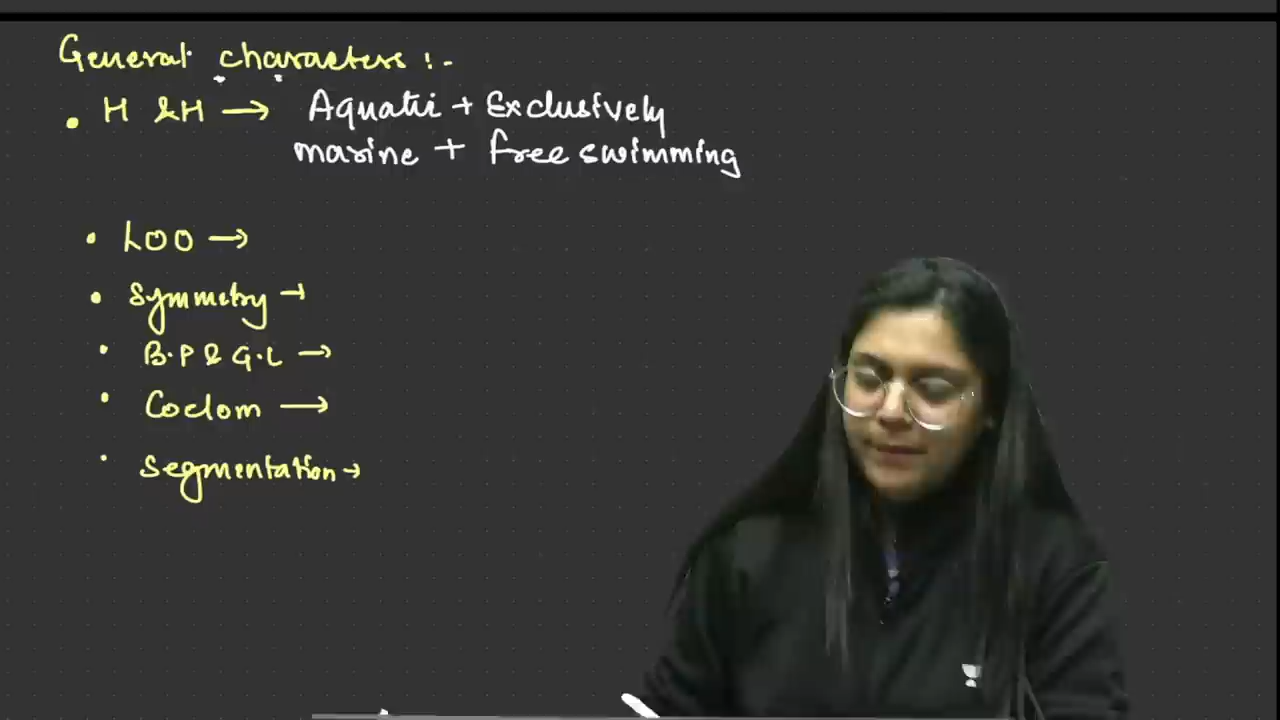 General characters :-
• H & H → Aquatic + Exclusively
marine + free swimming
• LOO →
• Symmetry →
• B.P & G.L →
• Coelom →
• Segmentation →